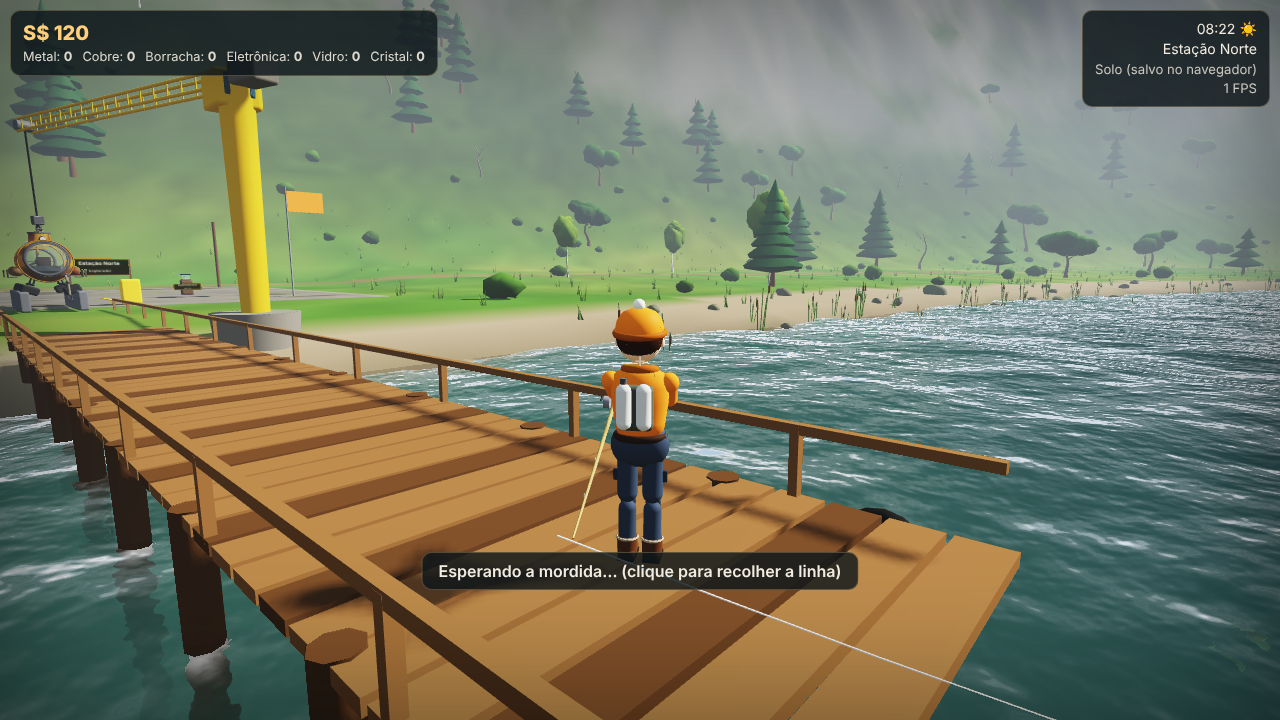 S$ 120
Metal: 0 Cobre: 0 Borracha: 0 Eletrônica: 0 Vidro: 0 Cristal: 0
08:22
Estação Norte
Solo (salvo no navegador)
1 FPS
Estação Norte
Esperando a mordida... (clique para recolher a linha)